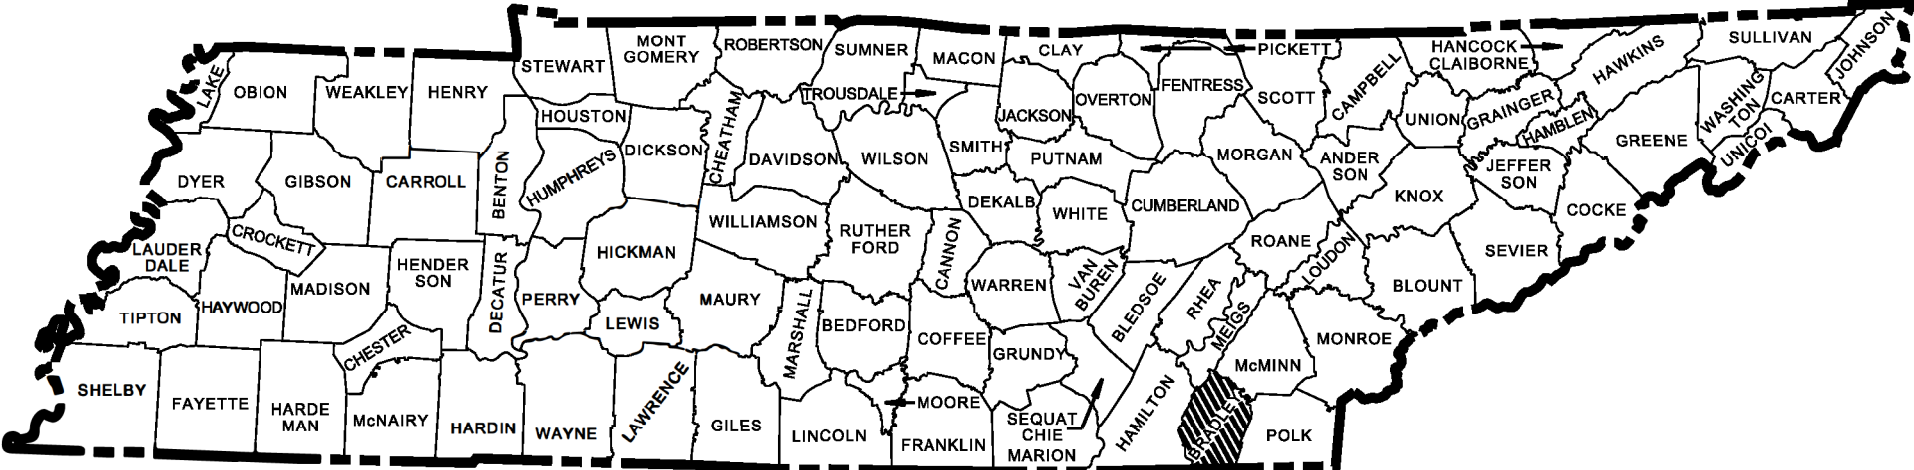 LAKE
OBION
WEAKLEY
HENRY
STEWART
MONT
GOMERY
ROBERTSON
SUMNER
MACON
CLAY
PICKETT
HANCOCK
CLAIBORNE
HAWKINS
SULLIVAN
JOHNSON
HOUSTON
CHEATHAM
TROUSDALE
JACKSON
OVERTON
FENTRESS
SCOTT
CAMPBELL
UNION
GRAINGER
HAMBLEN
GREENE
WASHING
TON
CARTER
UNICOI
DYER
GIBSON
CARROLL
BENTON
HUMPHREYS
DICKSON
DAVIDSON
WILSON
SMITH
PUTNAM
MORGAN
ANDER
SON
KNOX
JEFFER
SON
COCKE
LAUDER
DALE
CROCKETT
HICKMAN
WILLIAMSON
RUTHER
FORD
CANNON
DEKALB
WHITE
CUMBERLAND
ROANE
LOUDON
BLOUNT
SEVIER
TIPTON
HAYWOOD
MADISON
HENDER
SON
DECATUR
PERRY
LEWIS
MAURY
MARSHALL
BEDFORD
COFFEE
WARREN
VAN
BUREN
BLEDSOE
RHEA
MEIGS
MONROE
SHELBY
FAYETTE
HARDE
MAN
CHESTER
McNAIRY
HARDIN
WAYNE
LAWRENCE
GILES
LINCOLN
MOORE
FRANKLIN
GRUNDY
SEQUAT
CHIE
MARION
HAMILTON
BRADLEY
McMINN
POLK